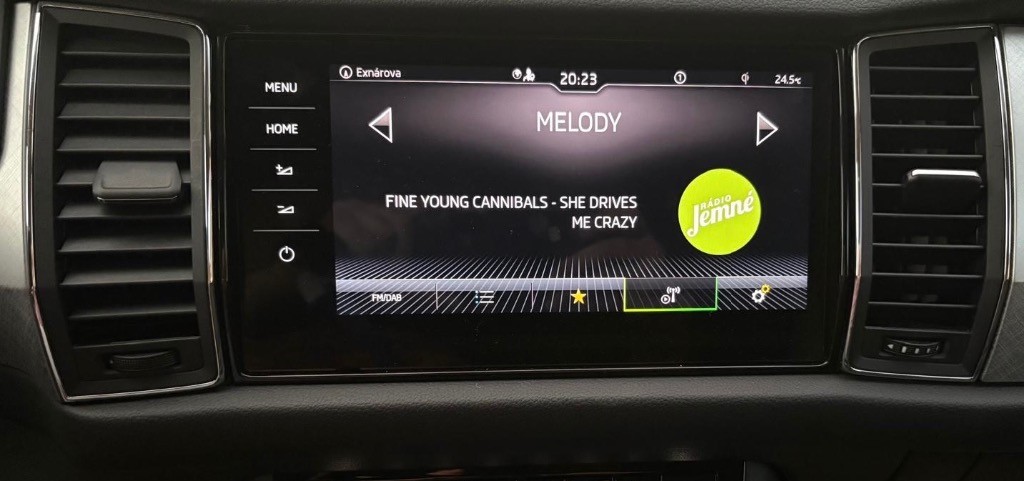 MENU
HOME
Exnárova
20:23
1
24.5°C
MELODY
FINE YOUNG CANNIBALS - SHE DRIVES
ME CRAZY
RÁDIO
Jemné
FM/DAB